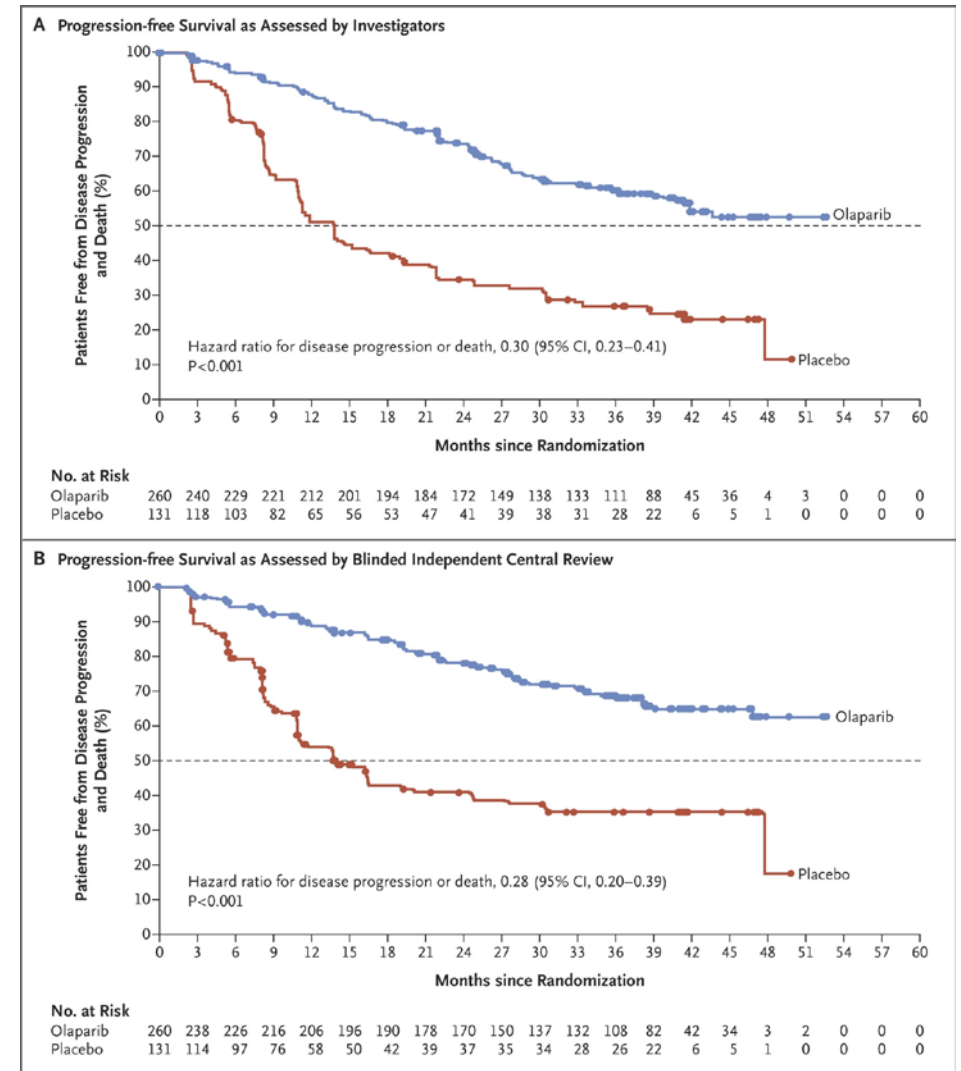 A Progression-free Survival as Assessed by Investigators
Patients Free from Disease Progression
and Death (%)
100
90
80
70
60
50
40
30
20
10
0
Olaparib
Placebo
Hazard ratio for disease progression or death, 0.30 (95% CI, 0.23–0.41)
P<0.001
0 3 6 9 12 15 18 21 24 27 30 33 36 39 42 45 48 51 54 57 60
Months since Randomization
No. at Risk
Olaparib 260 240 229 221 212 201 194 184 172 149 138 133 111 88 45 36 4 3 0 0 0
Placebo 131 118 103 82 65 56 53 47 41 39 38 31 28 22 6 5 1 0 0 0 0
B Progression-free Survival as Assessed by Blinded Independent Central Review
Patients Free from Disease Progression
and Death (%)
100
90
80
70
60
50
40
30
20
10
0
Olaparib
Placebo
Hazard ratio for disease progression or death, 0.28 (95% CI, 0.20–0.39)
P<0.001
0 3 6 9 12 15 18 21 24 27 30 33 36 39 42 45 48 51 54 57 60
Months since Randomization
No. at Risk
Olaparib 260 238 226 216 206 196 190 178 170 150 137 132 108 82 42 34 3 2 0 0 0
Placebo 131 114 97 76 58 50 42 39 37 35 34 28 26 22 6 5 1 0 0 0 0